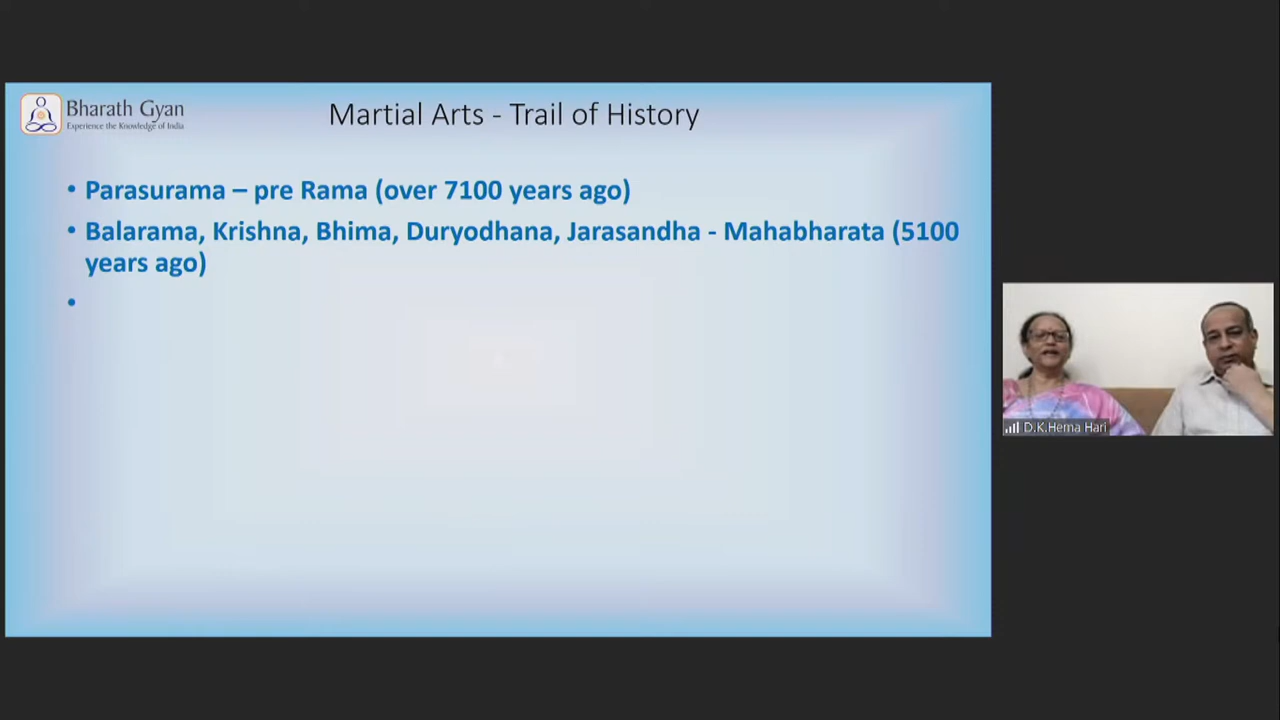 Bharath Gyan
Experience the Knowledge of India
Martial Arts - Trail of History
• Parasurama – pre Rama (over 7100 years ago)
• Balarama, Krishna, Bhima, Duryodhana, Jarasandha - Mahabharata (5100
years ago)
•
D.K.Hema Hari